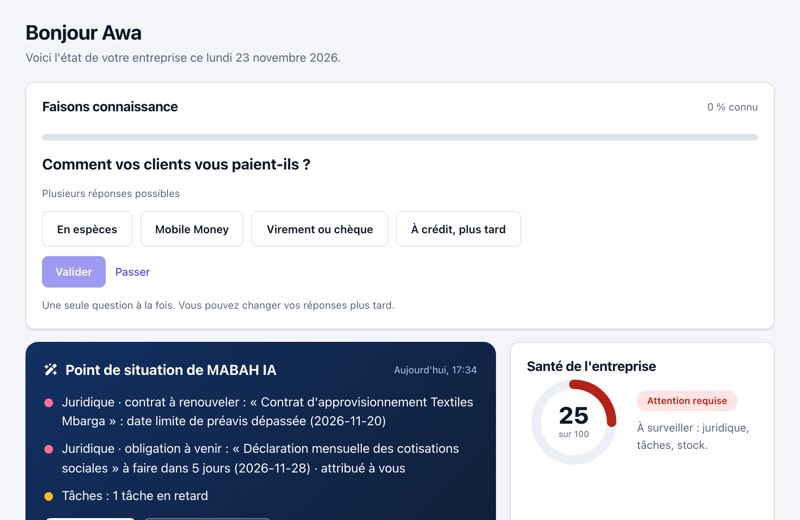 Bonjour Awa
Voici l'état de votre entreprise ce lundi 23 novembre 2026.
Faisons connaissance
0 % connu
Comment vos clients vous paient-ils ?
Plusieurs réponses possibles
En espèces
Mobile Money
Virement ou chèque
À crédit, plus tard
Valider
Passer
Une seule question à la fois. Vous pouvez changer vos réponses plus tard.
Point de situation de MABAH IA
Aujourd'hui, 17:34
Juridique · contrat à renouveler : « Contrat d'approvisionnement Textiles
Mbarga » : date limite de préavis dépassée (2026-11-20)
Juridique · obligation à venir : « Déclaration mensuelle des cotisations
sociales » à faire dans 5 jours (2026-11-28) · attribué à vous
Tâches : 1 tâche en retard
Santé de l'entreprise
25
sur 100
Attention requise
À surveiller : juridique,
tâches, stock.